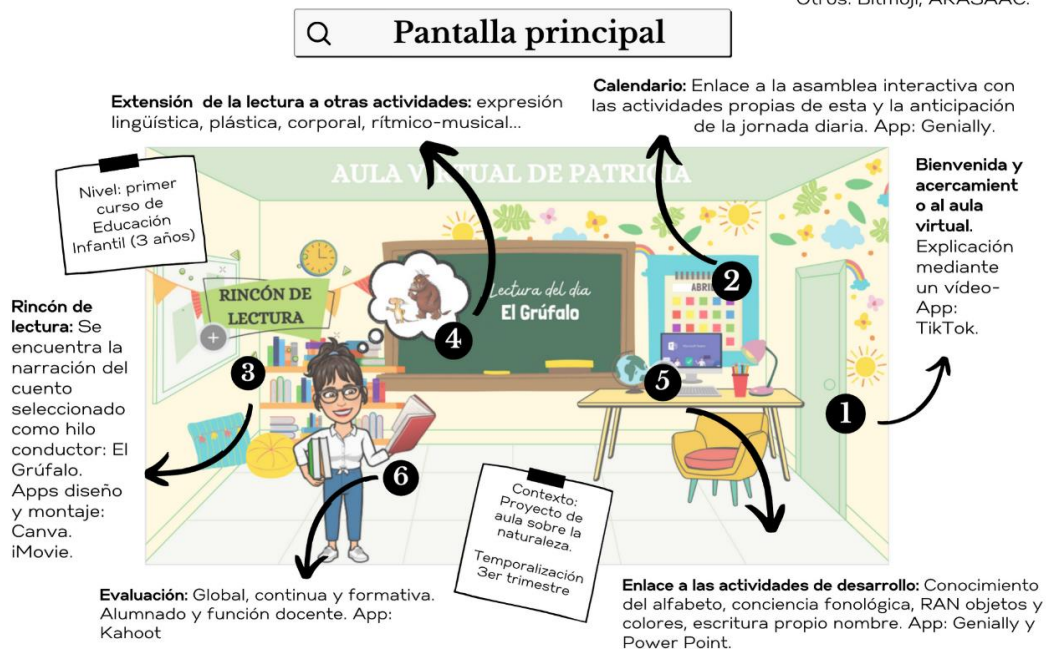 Otros: Bitmoji, ARASAAC.
Pantalla principal
Extensión de la lectura a otras actividades: expresión
lingüística, plástica, corporal, rítmico-musical...
Calendario: Enlace a la asamblea interactiva con
las actividades propias de esta y la anticipación
de la jornada diaria. App: Genially.
Nivel: primer
curso de
Educación
Infantil (3 años)
AULA VIRTUAL DE PATRICIA
Bienvenida y
acercamient
o al aula
virtual.
Explicación
mediante
un vídeo-
App:
TikTok.
RINCÓN DE
LECTURA
Lectura del día
El Grúfalo
ABRIL
2
4
3
5
1
6
Rincón de
lectura: Se
encuentra la
narración del
cuento
seleccionado
como hilo
conductor: El
Grúfalo.
Apps diseño
y montaje:
Canva.
iMovie.
Contexto:
Proyecto de
aula sobre la
naturaleza.
Temporalización
3er trimestre
Evaluación: Global, continua y formativa.
Alumnado y función docente. App:
Kahoot
Enlace a las actividades de desarrollo: Conocimiento
del alfabeto, conciencia fonológica, RAN objetos y
colores, escritura propio nombre. App: Genially y
Power Point.